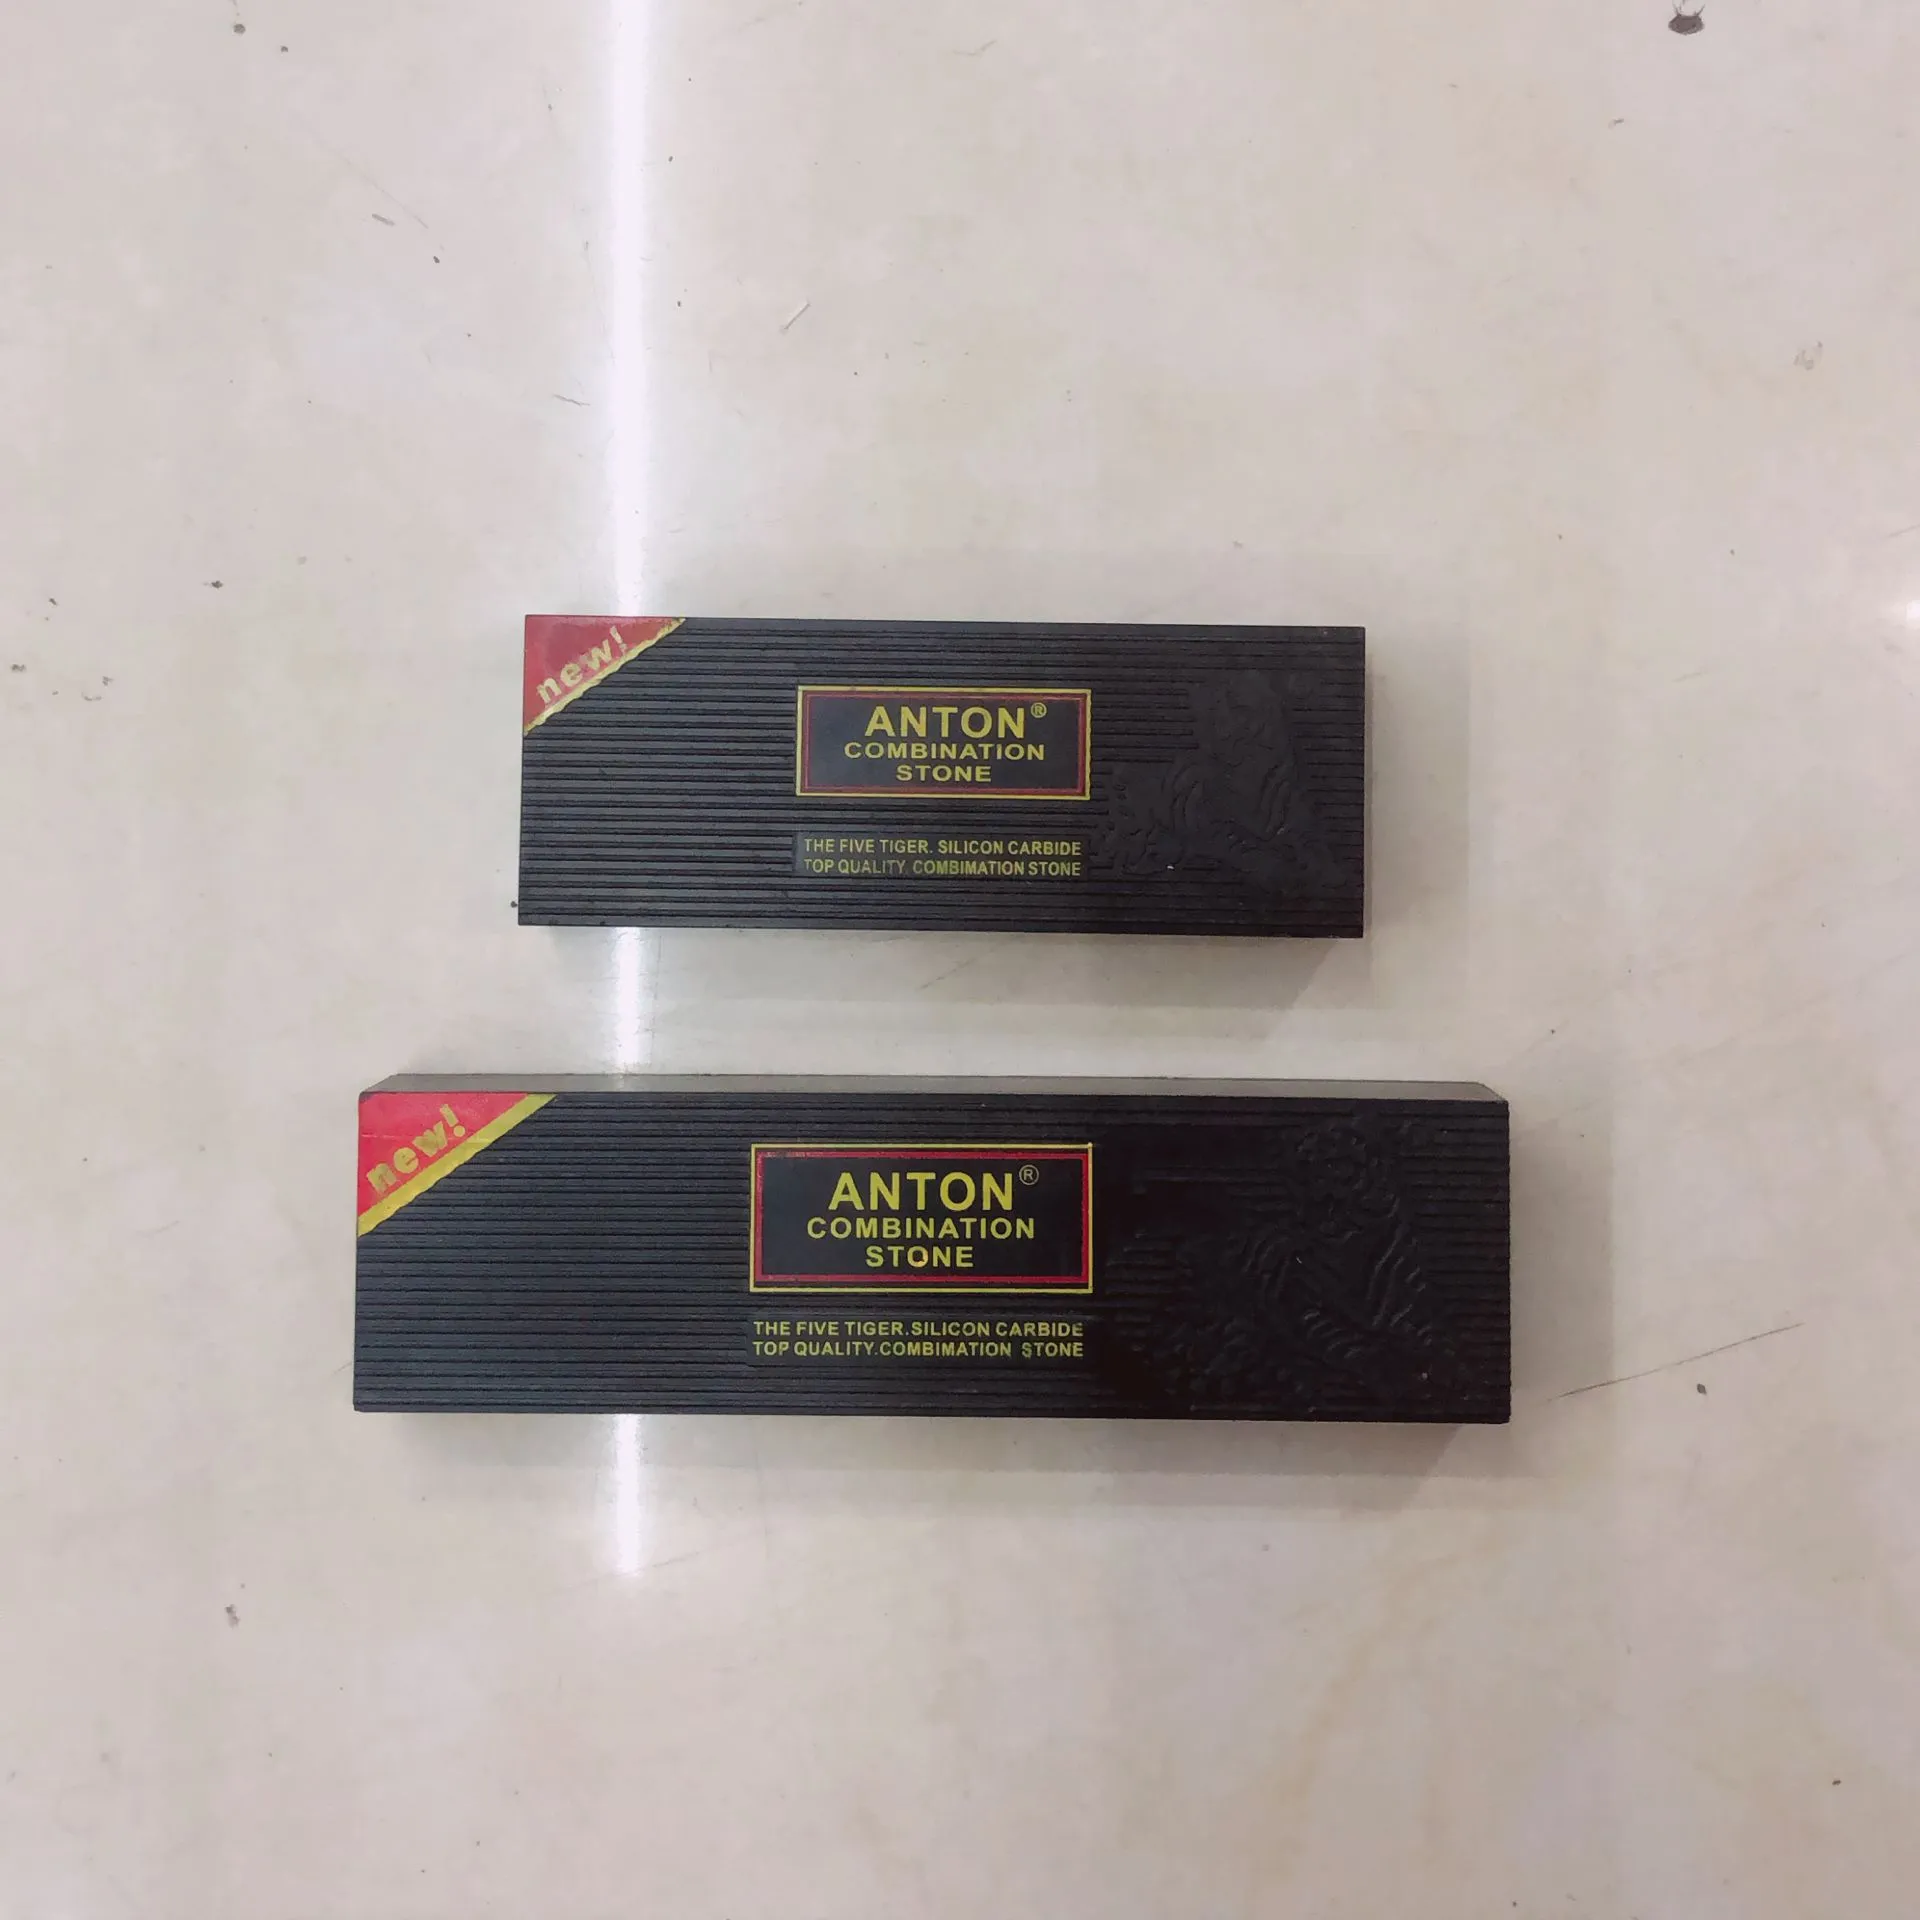 new!
ANTON®
COMBINATION
STONE
THE FIVE TIGER. SILICON CARBIDE
TOP QUALITY. COMBIMATION STONE
new!
ANTON®
COMBINATION
STONE
THE FIVE TIGER.SILICON CARBIDE
TOP QUALITY.COMBIMATION STONE